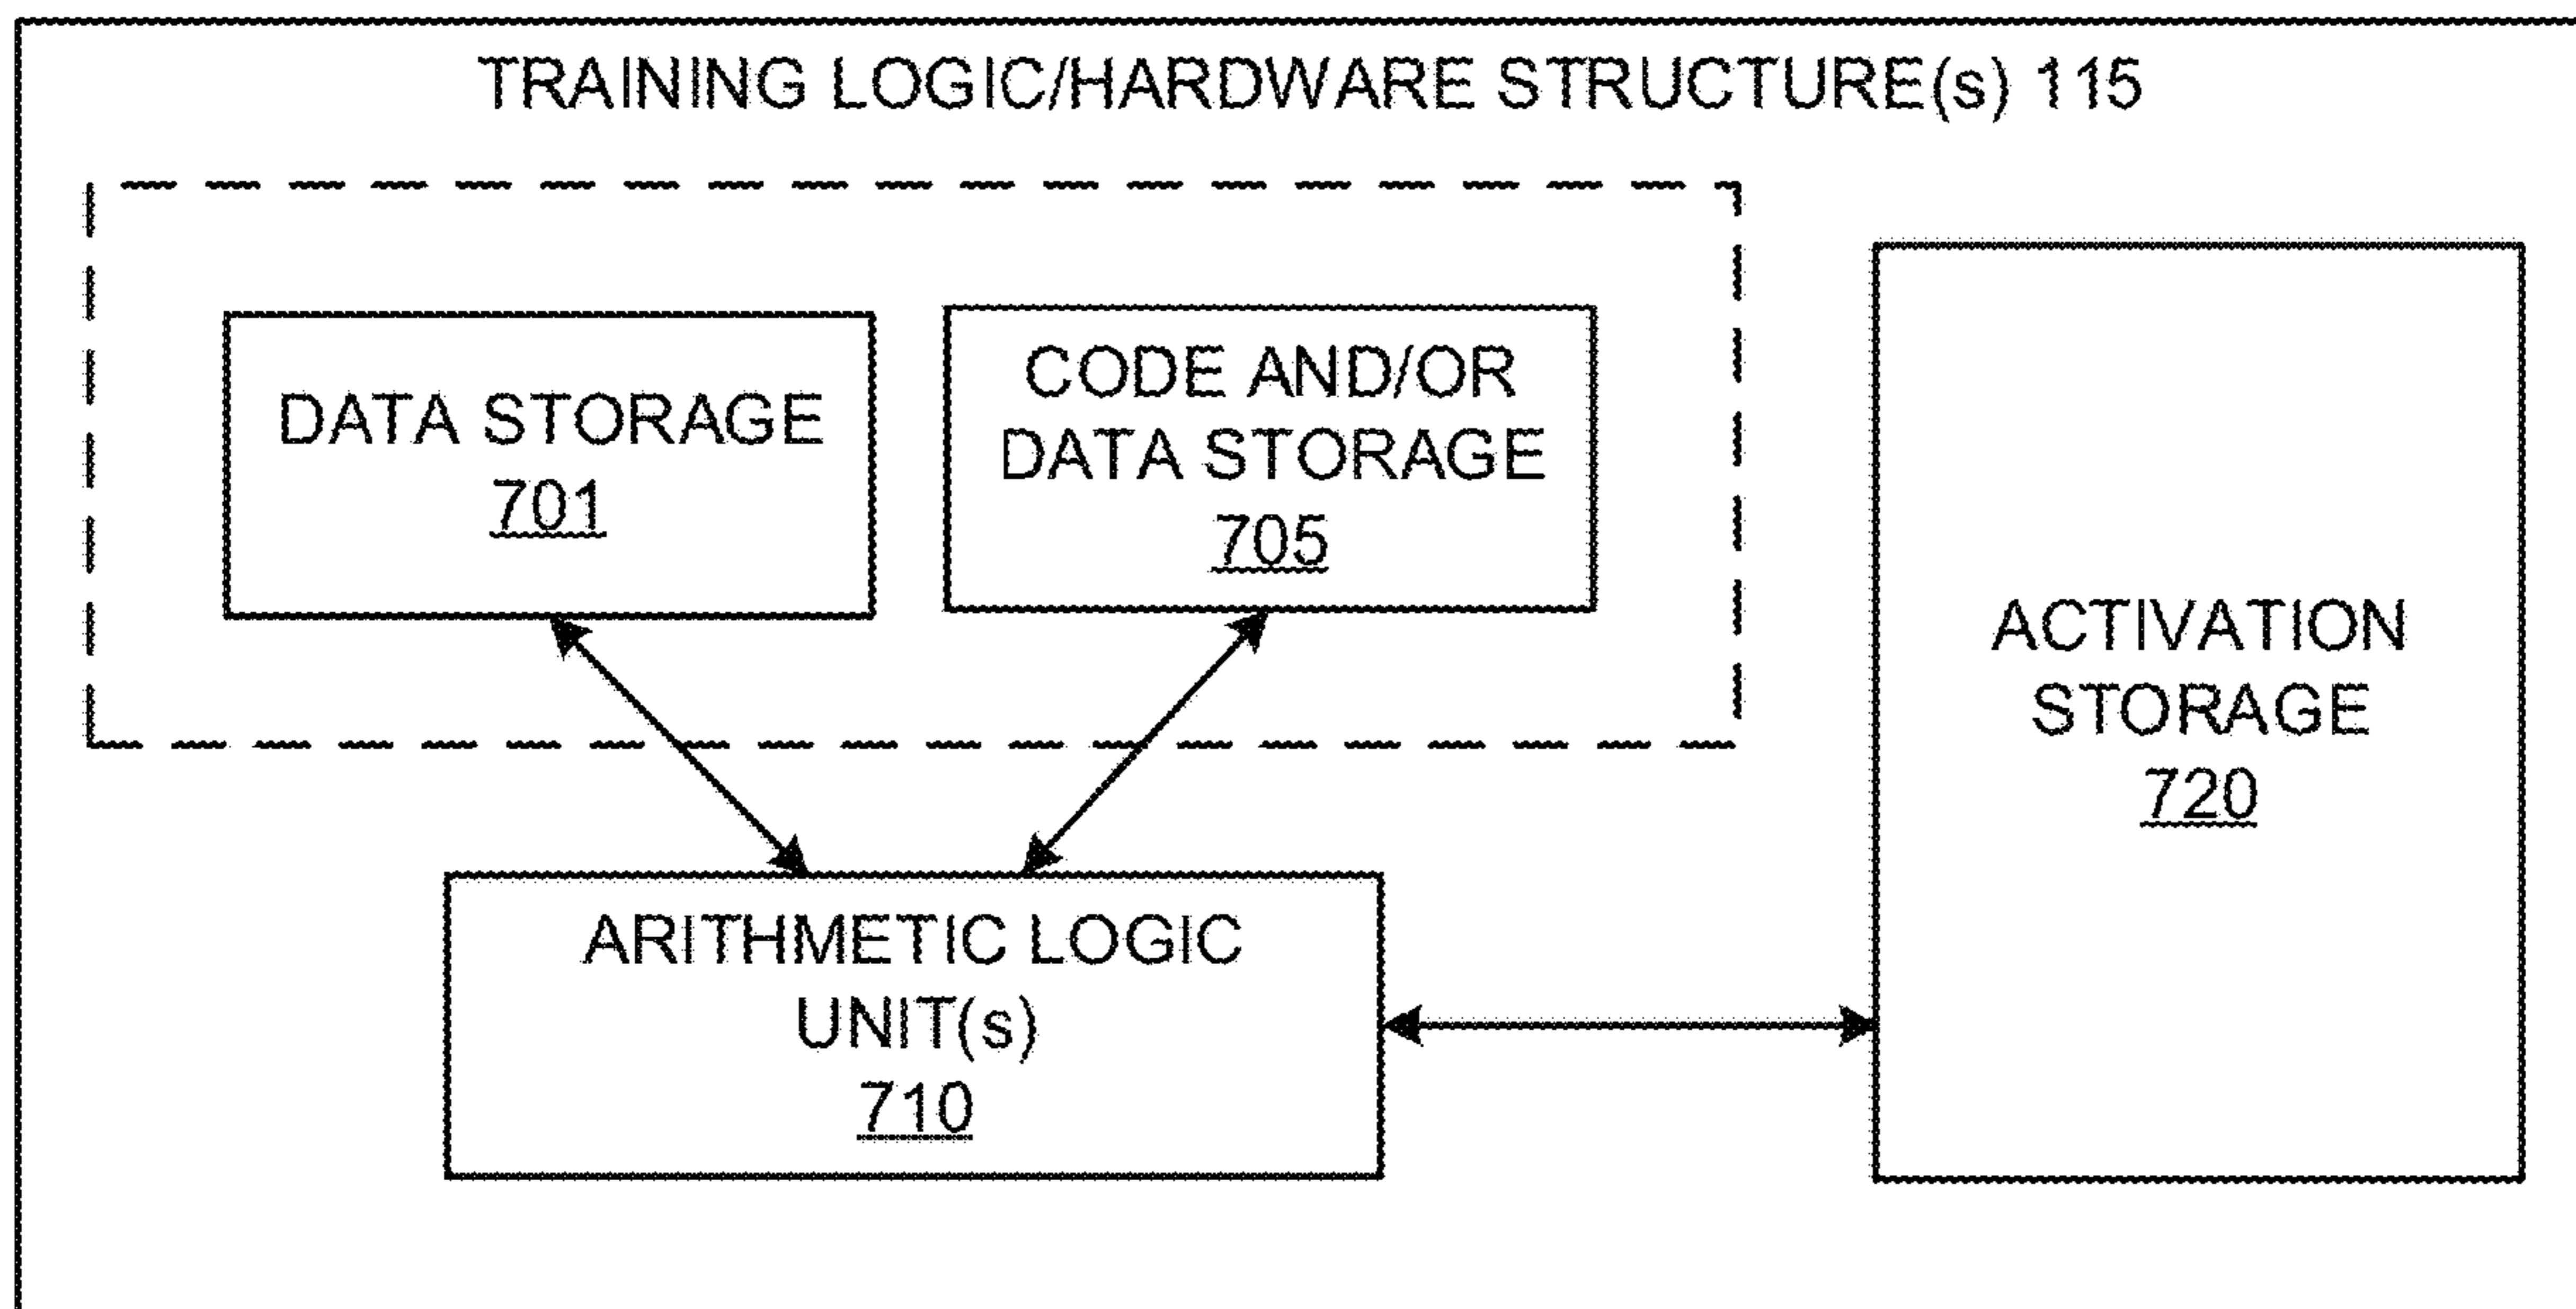 TRAINING LOGIC/HARDWARE STRUCTURE(s) 115
DATA STORAGE
701
CODE AND/OR
DATA STORAGE
705
ACTIVATION
STORAGE
720
ARITHMETIC LOGIC
UNIT(s)
710